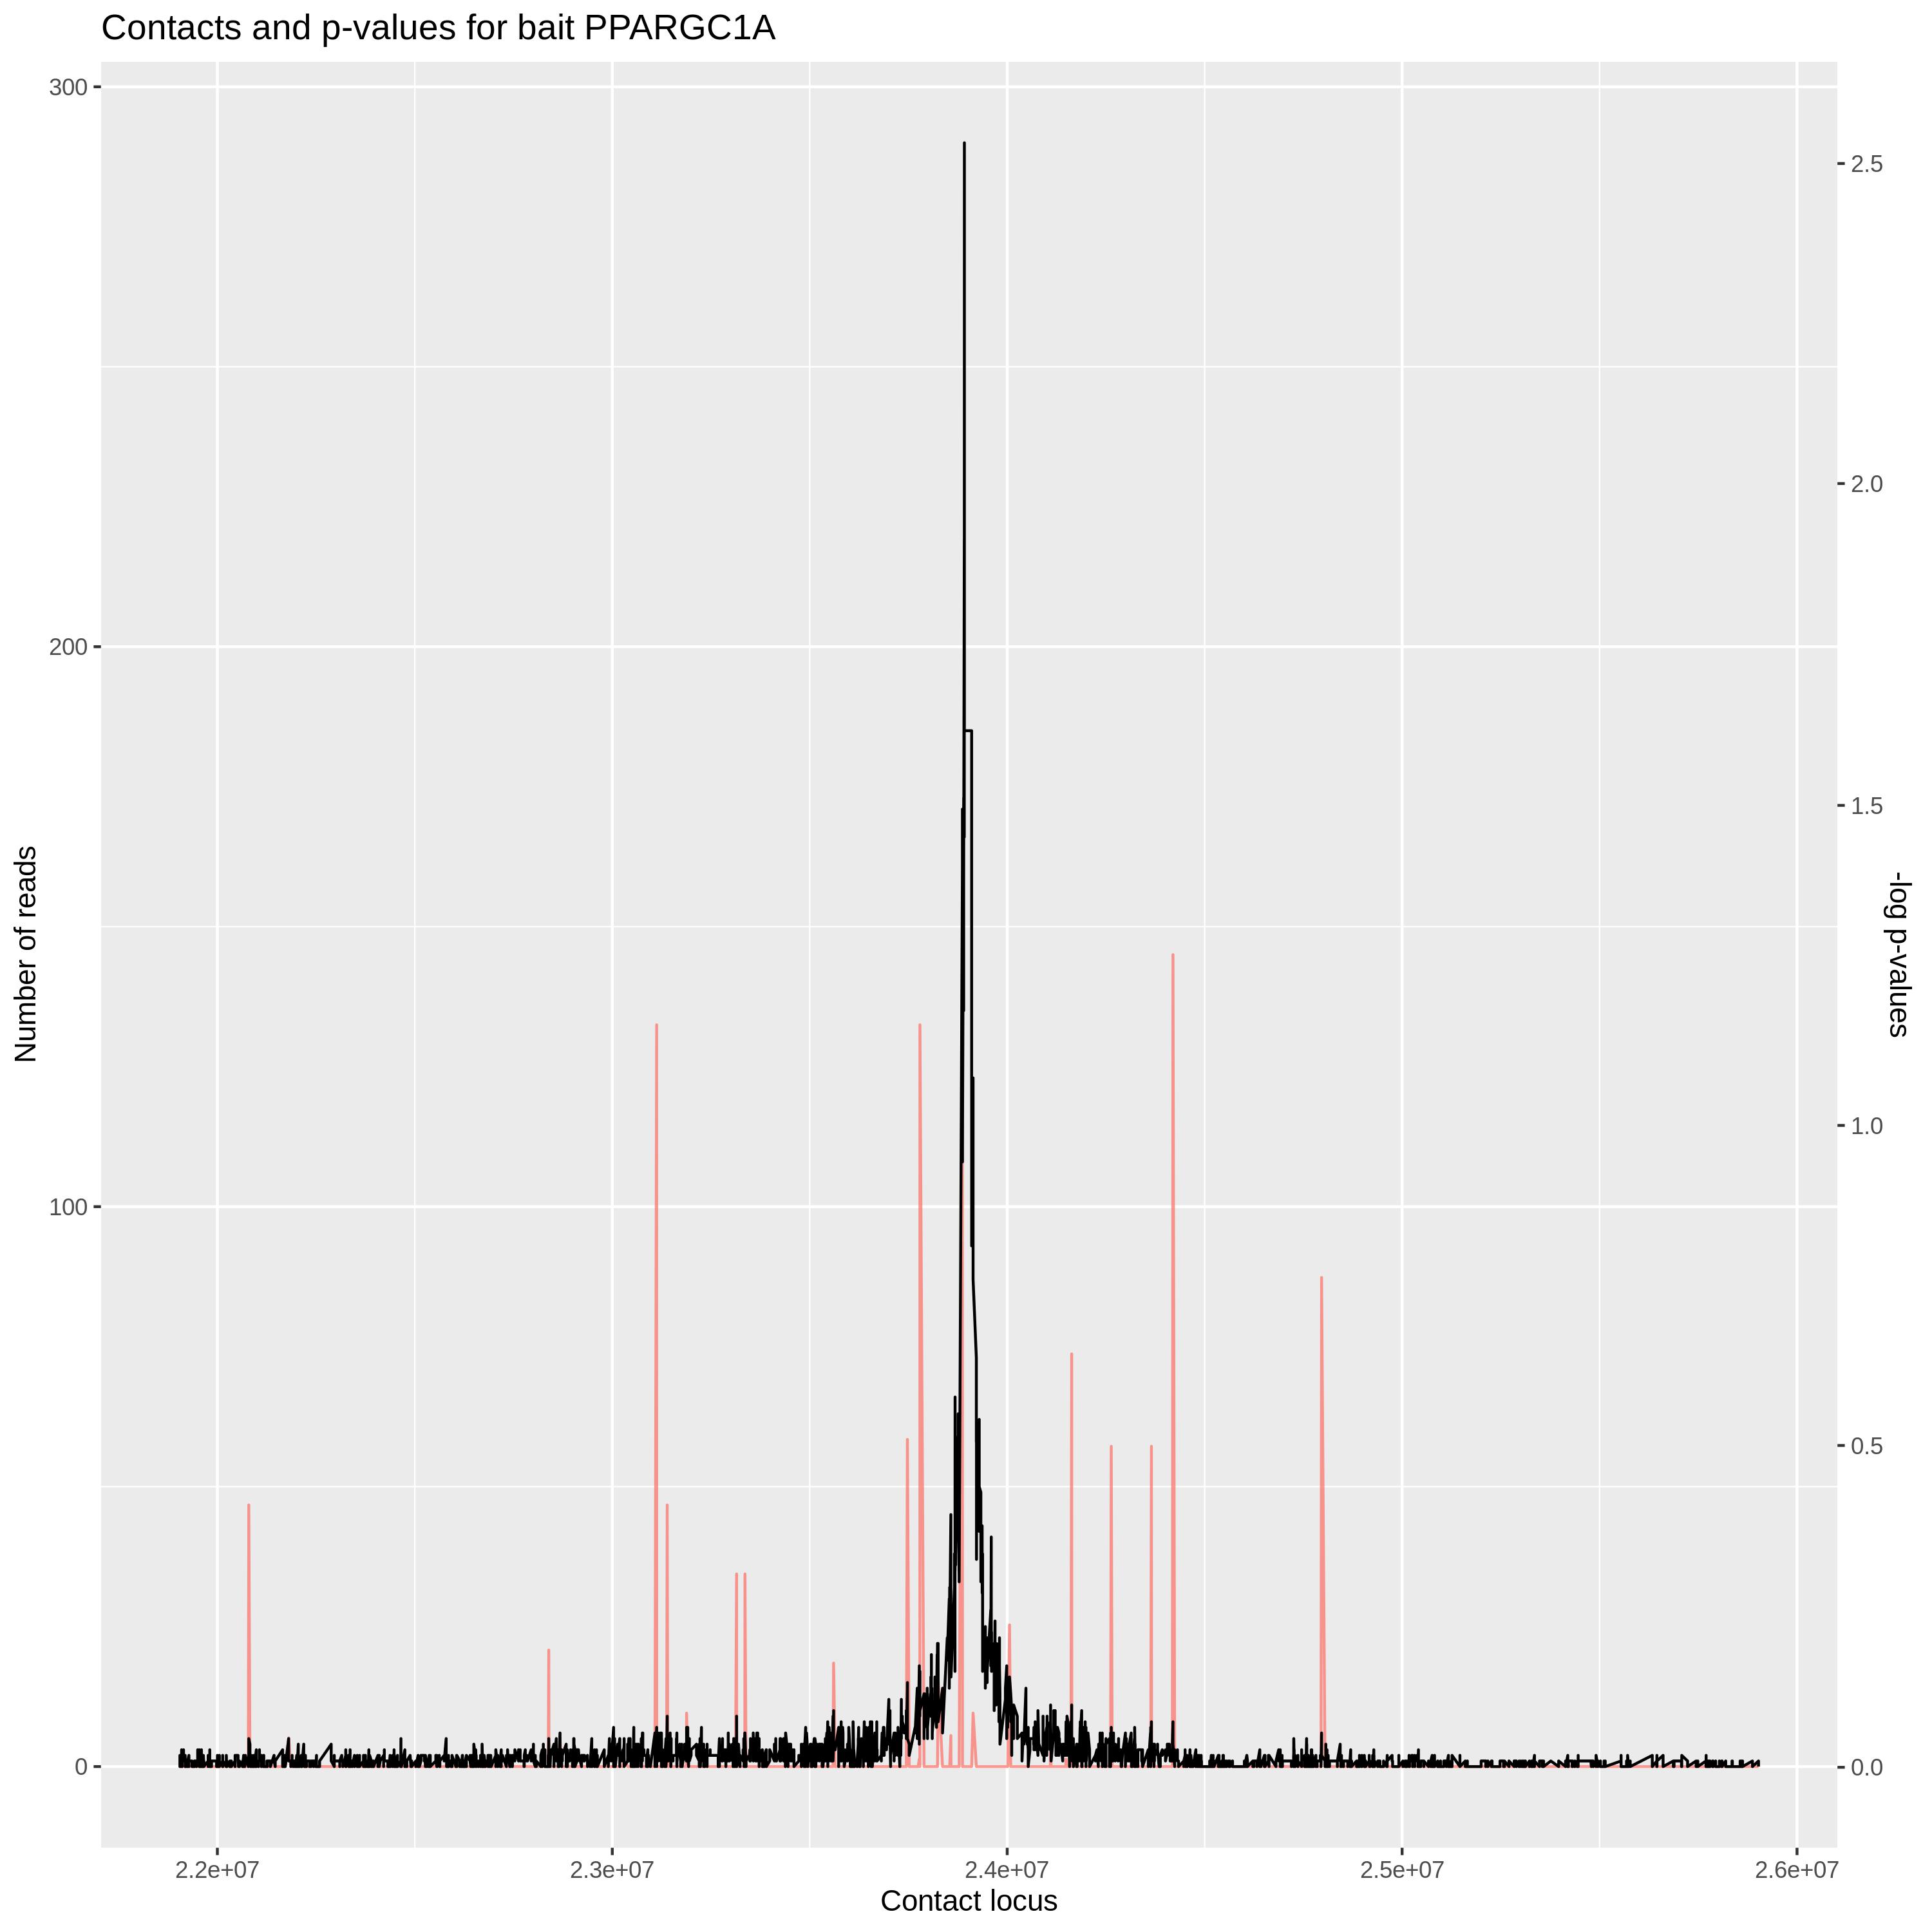 Contacts and p-values for bait PPARGC1A
300
200
100
0
Number of reads
2.5
2.0
1.5
1.0
0.5
0.0
-log p-values
2.2e+07 2.3e+07 2.4e+07 2.5e+07 2.6e+07
Contact locus